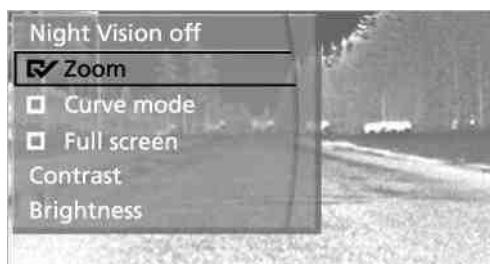 Night Vision off
Zoom
Curve mode
Full screen
Contrast
Brightness